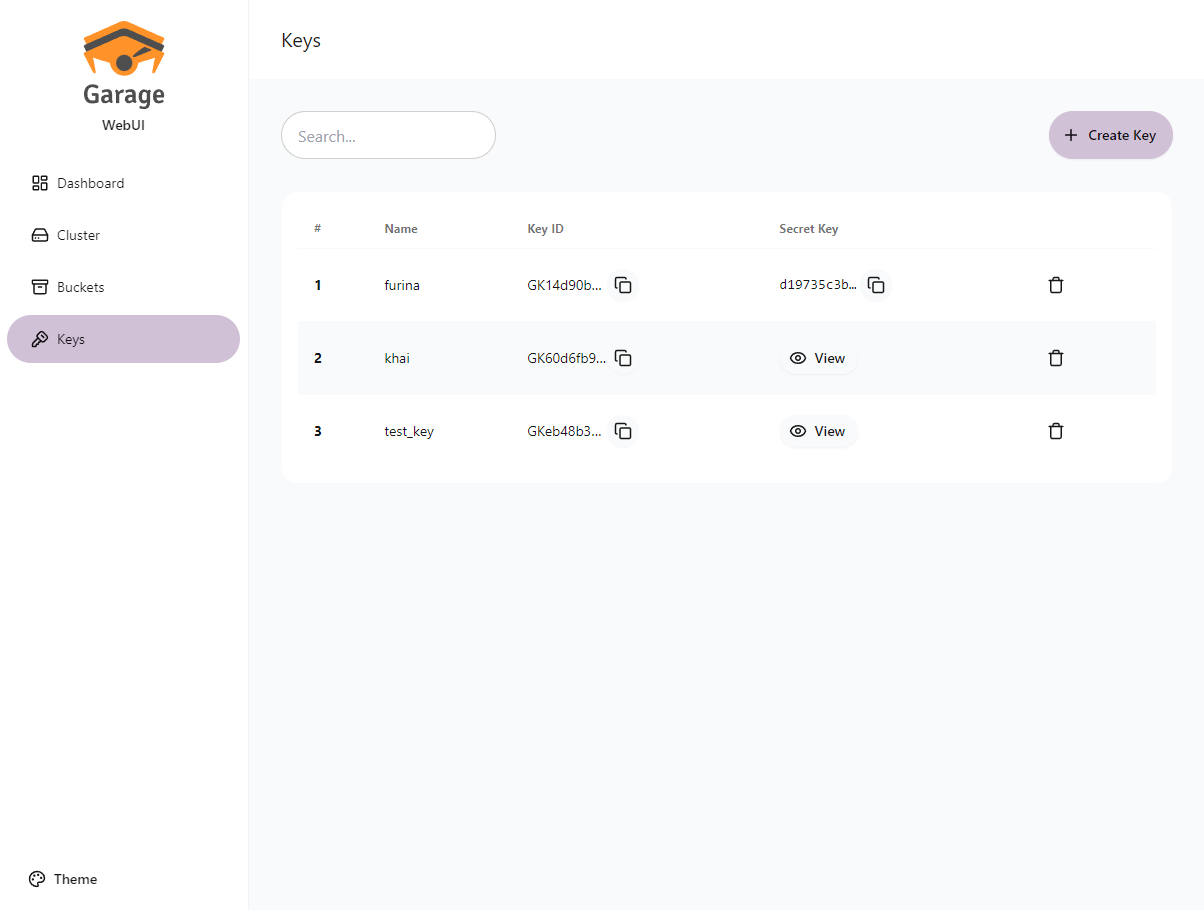 Garage
WebUI
Dashboard
Cluster
Buckets
Keys
Theme
Keys
Search...
Create Key
# Name Key ID Secret Key
1 furina GK14d90b... d19735c3b...
2 khai GK60d6fb9... View
3 test_key GKeb48b3... View